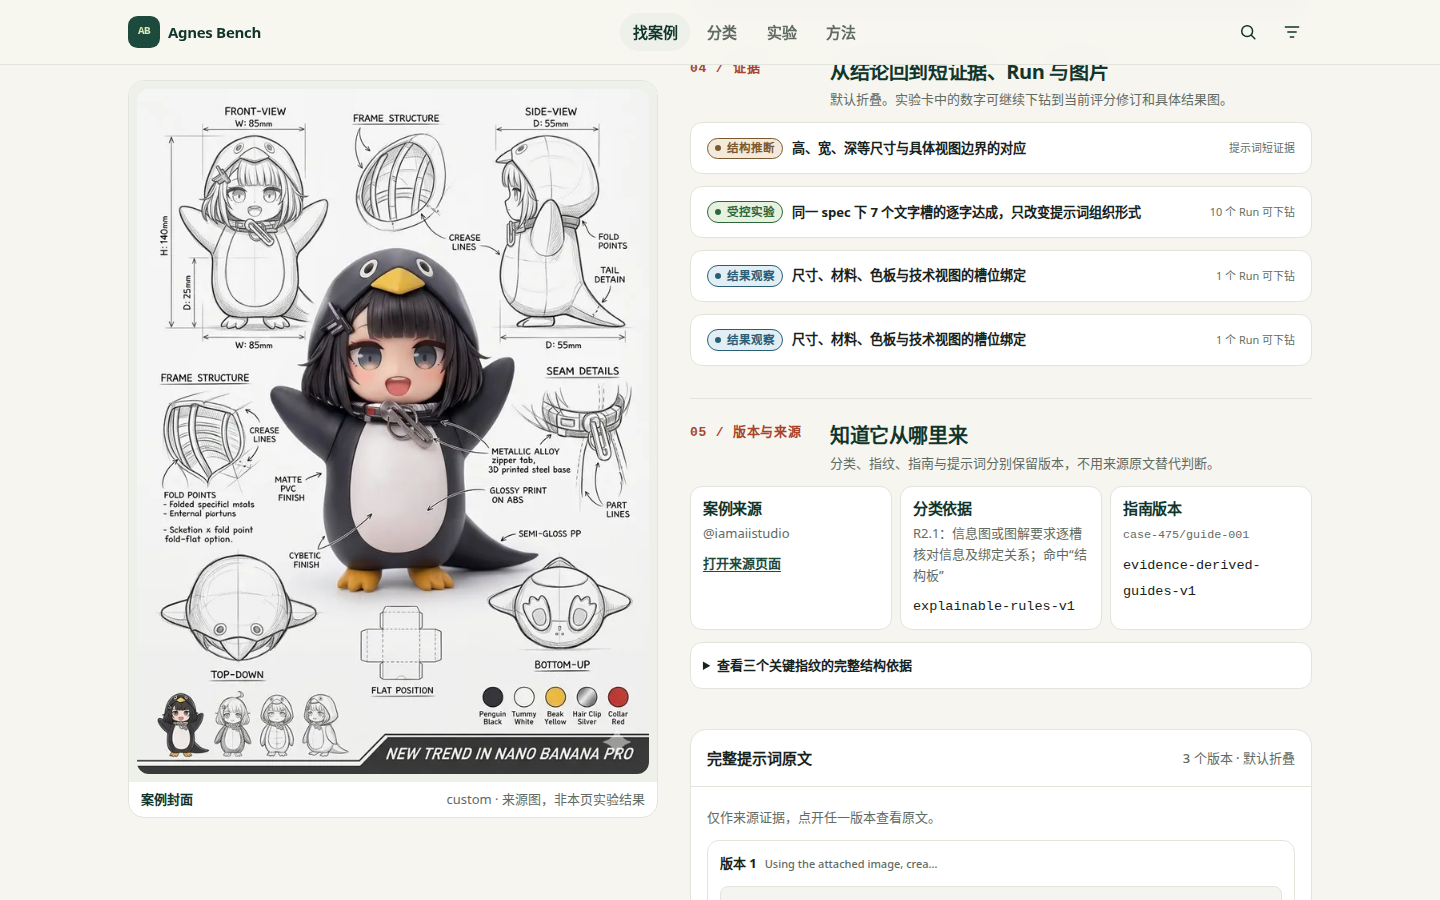 AB
Agnes Bench
找案例
分类
实验
方法
FRONT-VIEW
W: 85mm
FRAME STRUCTURE
SIDE-VIEW
D: 55mm
H: 140mm
D: 25mm
CREASE
LINES
FOLD
POINTS
TAIL
DETAIN
W: 85mm
D: 55mm
FRAME STRUCTURE
SEAM DETAILS
CREASE
LINES
METALLIC ALLOY
zipper tab,
3D printed steel base
MATTE
PVC
FINISH
GLOSSY PRINT
ON ABS
FOLD POINTS
- Folded specificl msots
- Enternal piortuns
- Scketion x fold point
fold-flat option.
PART
LINES
SEMI-GLOSS PP
CYBETIC
FINISH
TOP-DOWN
FLAT POSITION
BOTTOM-UP
Penguin
Black
Tummy
White
Beak
Yellow
Hair Clip
Silver
Collar
Red
NEW TREND IN NANO BANANA PRO
案例封面
custom · 来源图，非本页实验结果
04 / 证据
从结论回到短证据、Run 与图片
默认折叠。实验卡中的数字可继续下钻到当前评分修订和具体结果图。
结构推断
高、宽、深等尺寸与具体视图边界的对应
提示词短证据
受控实验
同一 spec 下 7 个文字槽的逐字达成，只改变提示词组织形式
10 个 Run 可下钻
结果观察
尺寸、材料、色板与技术视图的槽位绑定
1 个 Run 可下钻
结果观察
尺寸、材料、色板与技术视图的槽位绑定
1 个 Run 可下钻
05 / 版本与来源
知道它从哪里来
分类、指纹、指南与提示词分别保留版本，不用来源原文替代判断。
案例来源
@iamaiistudio
打开来源页面
分类依据
R2.1：信息图或图解要求逐槽
核对信息及绑定关系；命中“结
构板”
explainable-rules-v1
指南版本
case-475/guide-001
evidence-derived-
guides-v1
查看三个关键指纹的完整结构依据
完整提示词原文
3 个版本 · 默认折叠
仅作来源证据，点开任一版本查看原文。
版本 1
Using the attached image, crea...